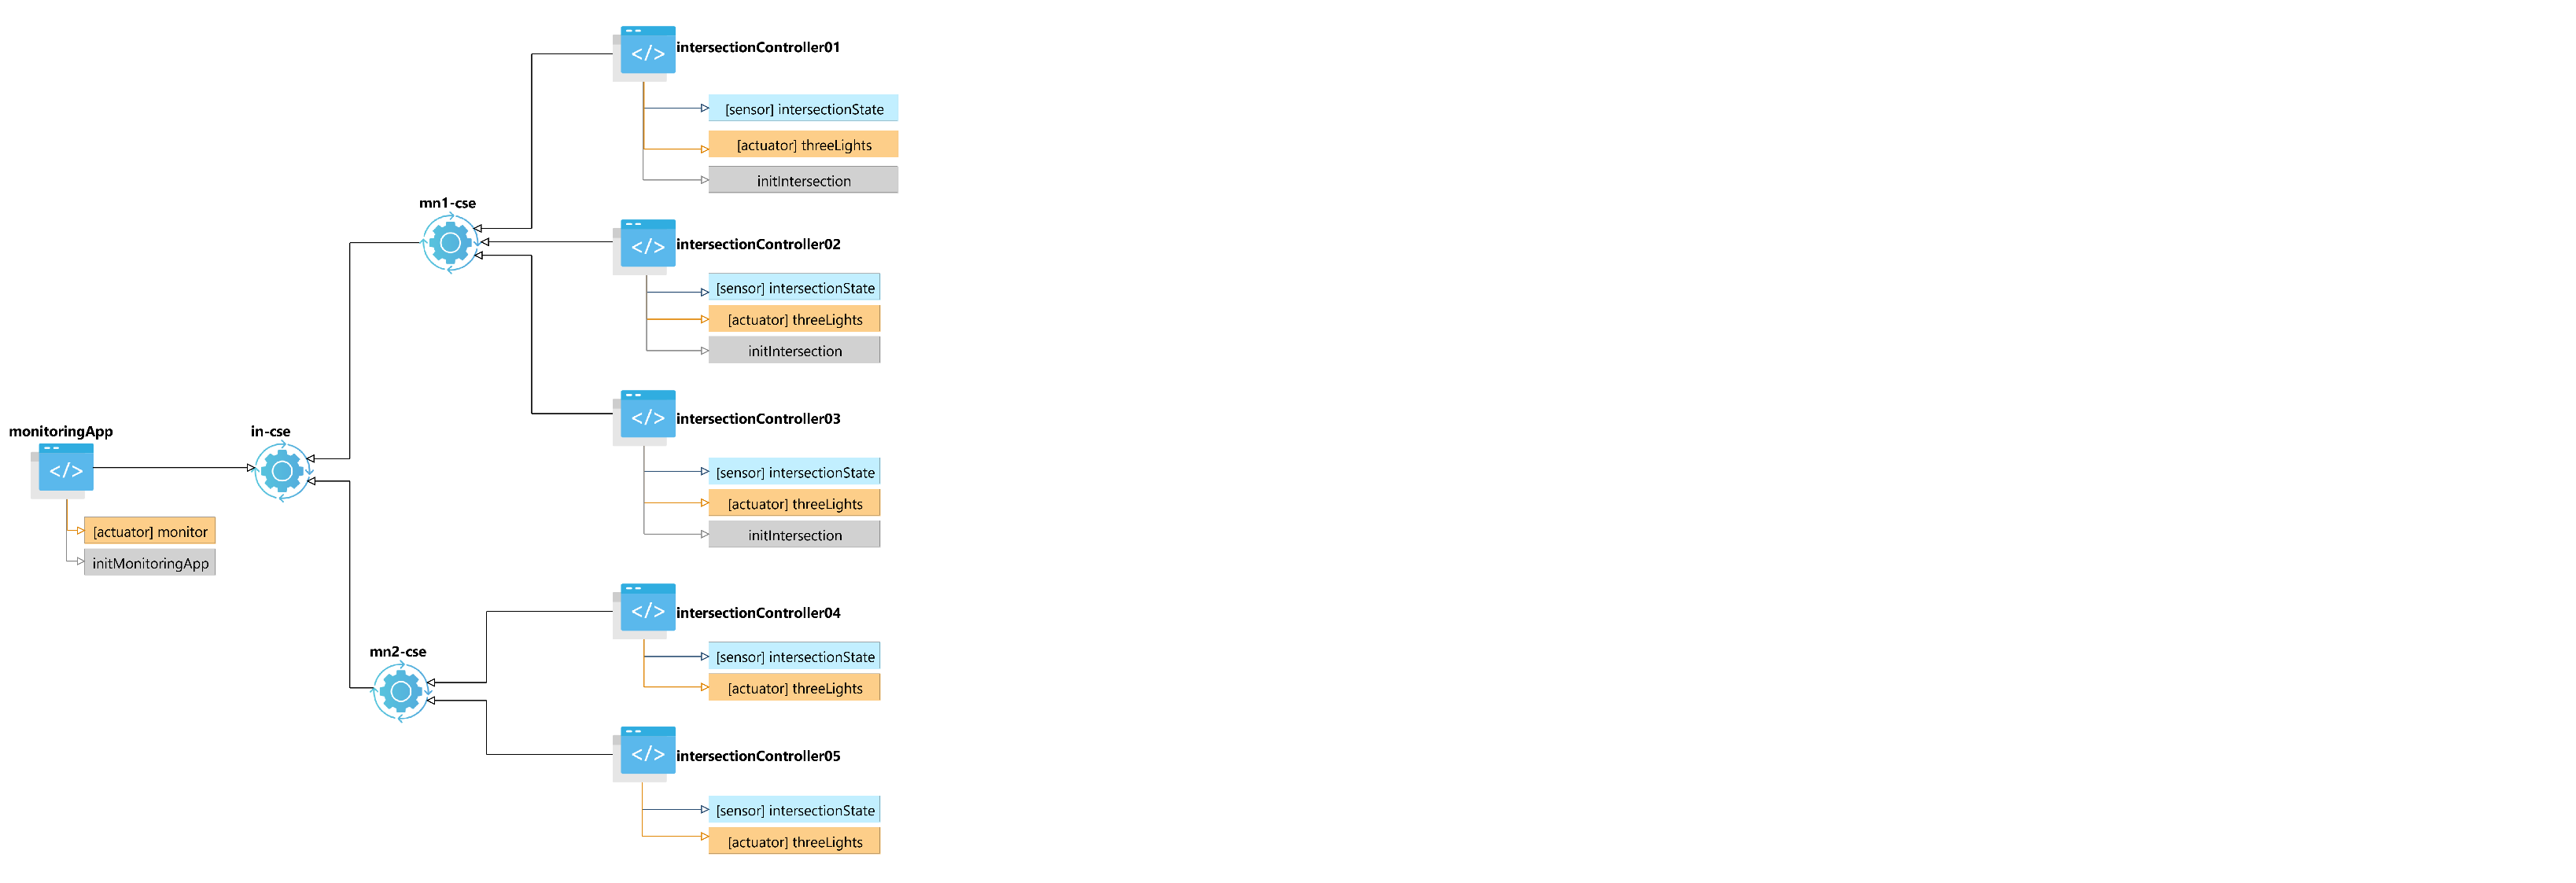 intersectionController01
</>
[sensor] intersectionState
[actuator] threeLights
initIntersection
mn1-cse
intersectionController02
</>
[sensor] intersectionState
[actuator] threeLights
initIntersection
intersectionController03
</>
[sensor] intersectionState
[actuator] threeLights
initIntersection
monitoringApp
</>
[actuator] monitor
initMonitoringApp
in-cse
mn2-cse
intersectionController04
</>
[sensor] intersectionState
[actuator] threeLights
intersectionController05
</>
[sensor] intersectionState
[actuator] threeLights